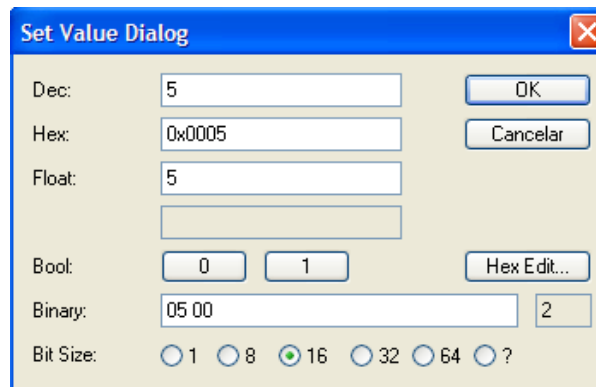 Set Value Dialog
Dec: 5 OK
Hex: 0x0005 Cancelar
Float: 5
Bool: 0 1 Hex Edit...
Binary: 05 00 2
Bit Size: 1 8 16 32 64 ?